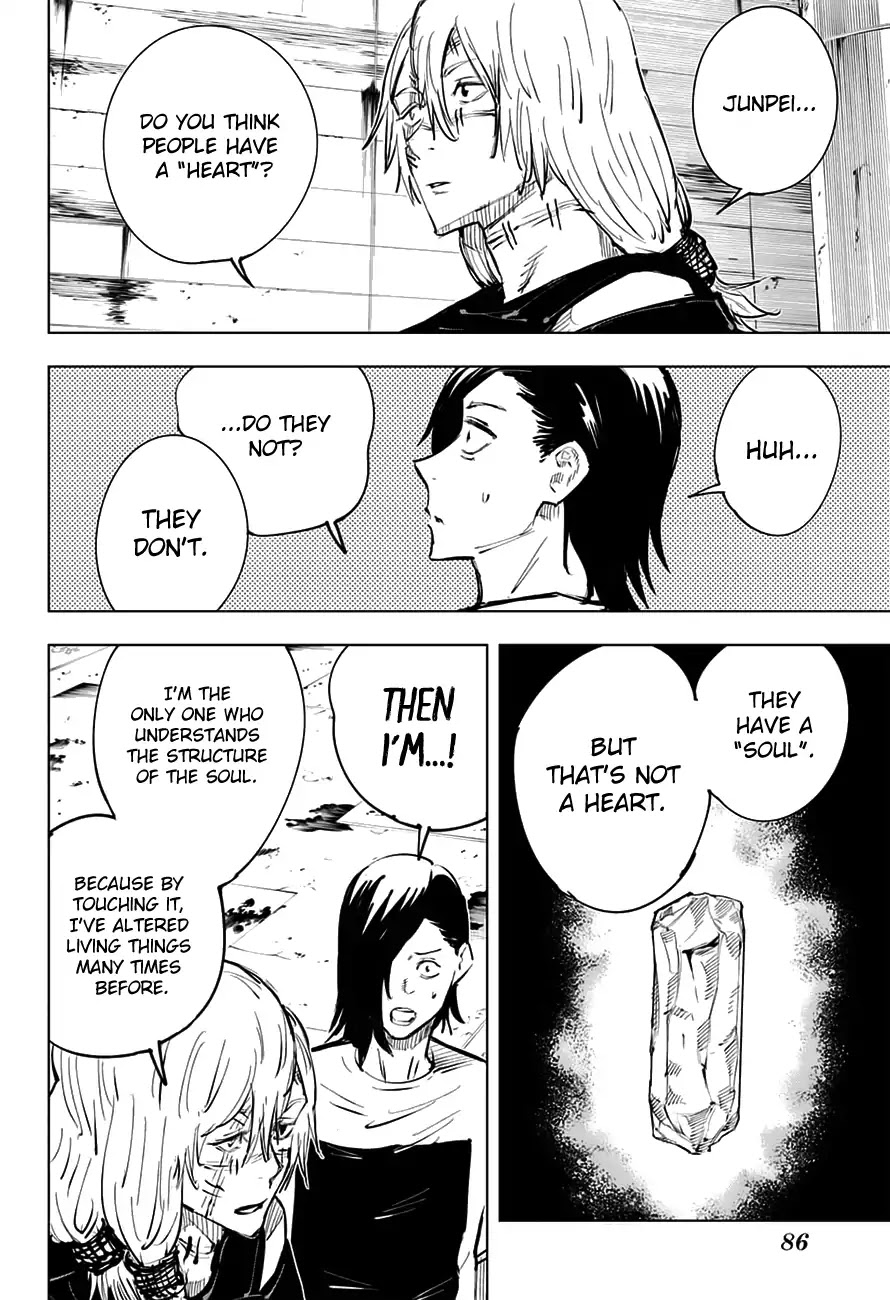 JUNPEI...
DO YOU THINK
PEOPLE HAVE
A "HEART"?
HUH...
...DO THEY
NOT?
THEY
DON'T.
THEY
HAVE A
"SOUL".
BUT
THAT'S NOT
A HEART.
THEN
I'M...!
I'M THE
ONLY ONE WHO
UNDERSTANDS
THE STRUCTURE
OF THE SOUL.
BECAUSE BY
TOUCHING IT,
I'VE ALTERED
LIVING THINGS
MANY TIMES
BEFORE.
86